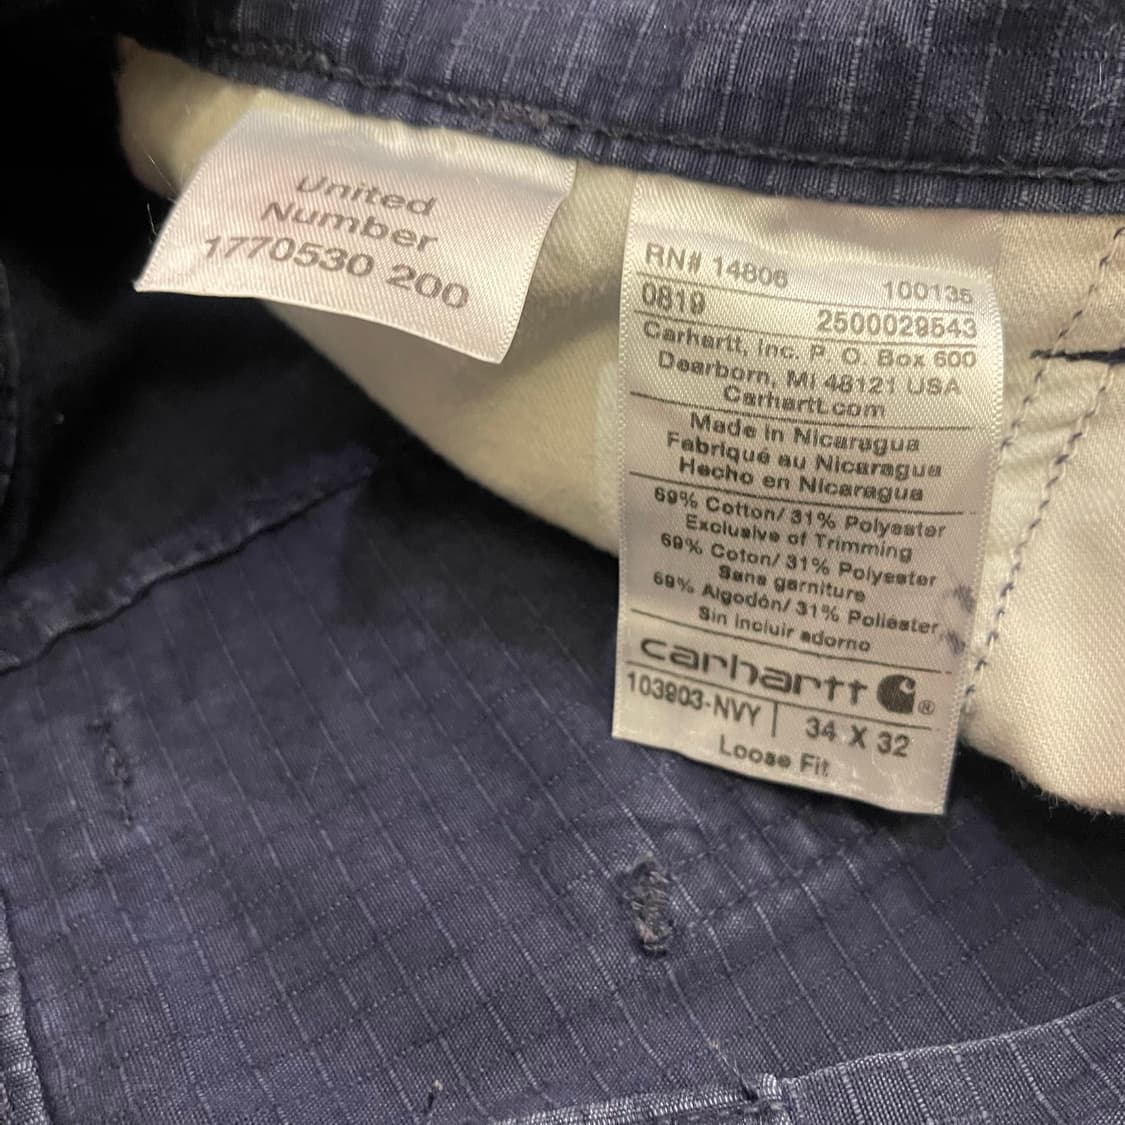 United
Number
1770530 200
RN# 14806 100135
0819 2500029543
Carhartt, Inc. P. O. Box 600
Dearborn, MI 48121 USA
Carhartt.com
Made in Nicaragua
Fabriqué au Nicaragua
Hecho en Nicaragua
69% Cotton/ 31% Polyester
Exclusive of Trimming
69% Coton/ 31% Polyester
Sans garniture
69% Algodón/ 31% Poliester
Sin incluir adorno
carhartt ®
103903-NVY | 34 X 32
Loose Fit